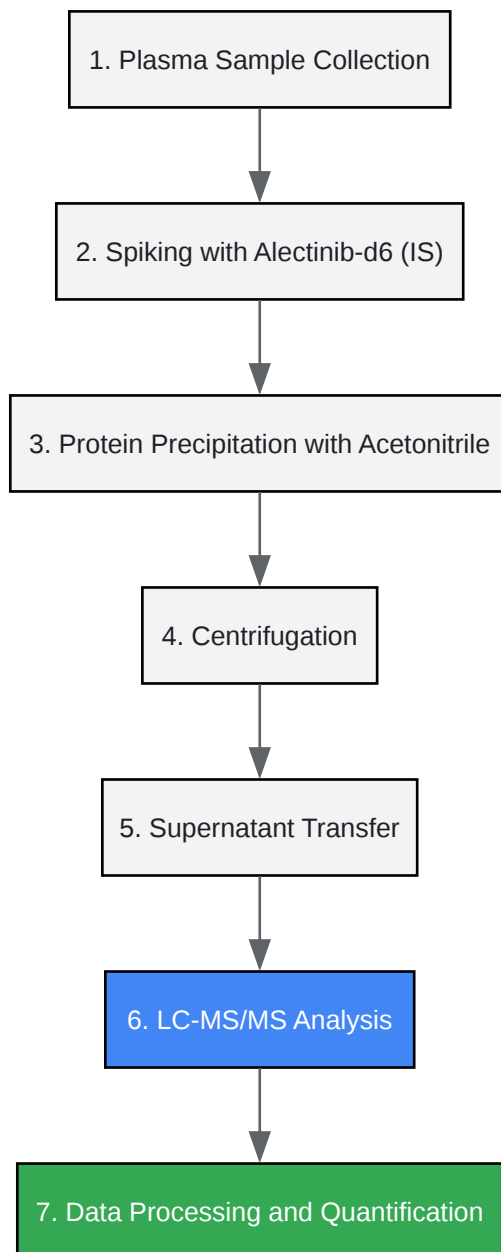 1. Plasma Sample Collection
2. Spiking with Alectinib-d6 (IS)
3. Protein Precipitation with Acetonitrile
4. Centrifugation
5. Supernatant Transfer
6. LC-MS/MS Analysis
7. Data Processing and Quantification